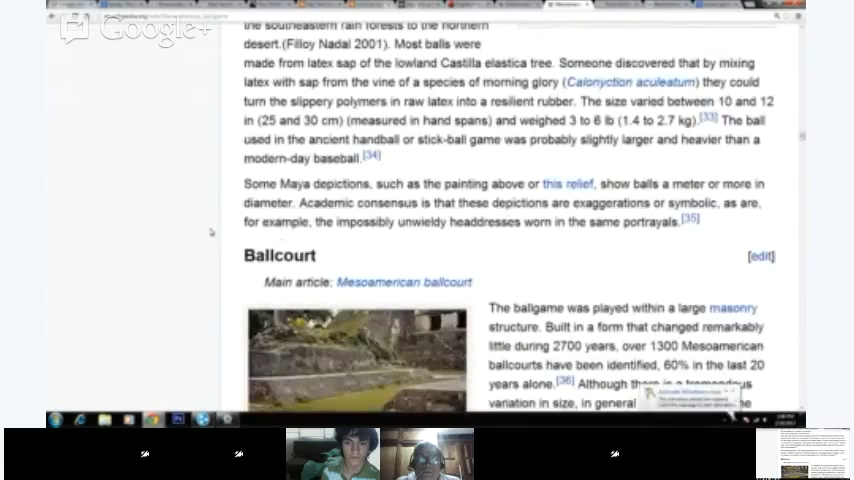 Google+
the southeastern rain forests to the northern
desert.(Filloy Nadal 2001). Most balls were
made from latex sap of the lowland Castilla elastica tree. Someone discovered that by mixing
latex with sap from the vine of a species of morning glory (Calonyction aculeatum) they could
turn the slippery polymers in raw latex into a resilient rubber. The size varied between 10 and 12
in (25 and 30 cm) (measured in hand spans) and weighed 3 to 6 lb (1.4 to 2.7 kg).[33] The ball
used in the ancient handball or stick-ball game was probably slightly larger and heavier than a
modern-day baseball.[34]
Some Maya depictions, such as the painting above or this relief, show balls a meter or more in
diameter. Academic consensus is that these depictions are exaggerations or symbolic, as are,
for example, the impossibly unwieldy headdresses worn in the same portrayals.[35]
Ballcourt
[edit]
Main article: Mesoamerican ballcourt
The ballgame was played within a large masonry
structure. Built in a form that changed remarkably
little during 2700 years, over 1300 Mesoamerican
ballcourts have been identified, 60% in the last 20
years alone.[36] Although there is a tremendous
variation in size, in general